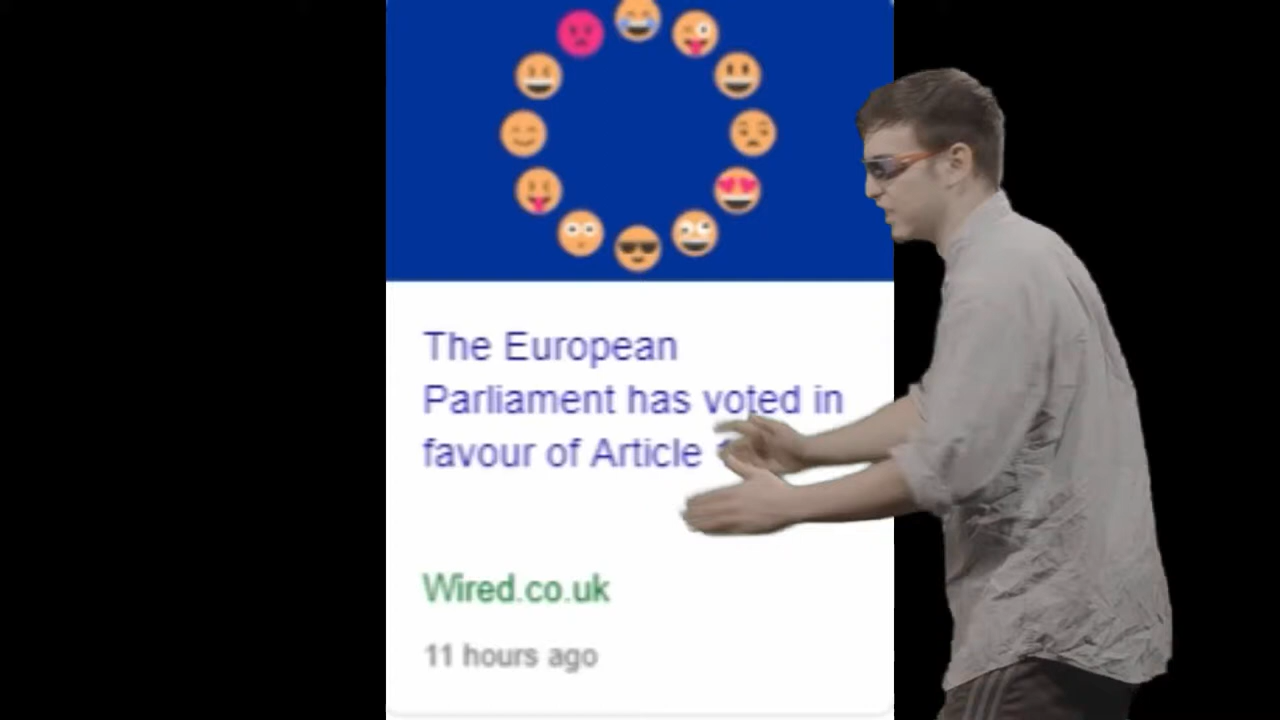 The European
Parliament has voted in
favour of Article
Wired.co.uk
11 hours ago